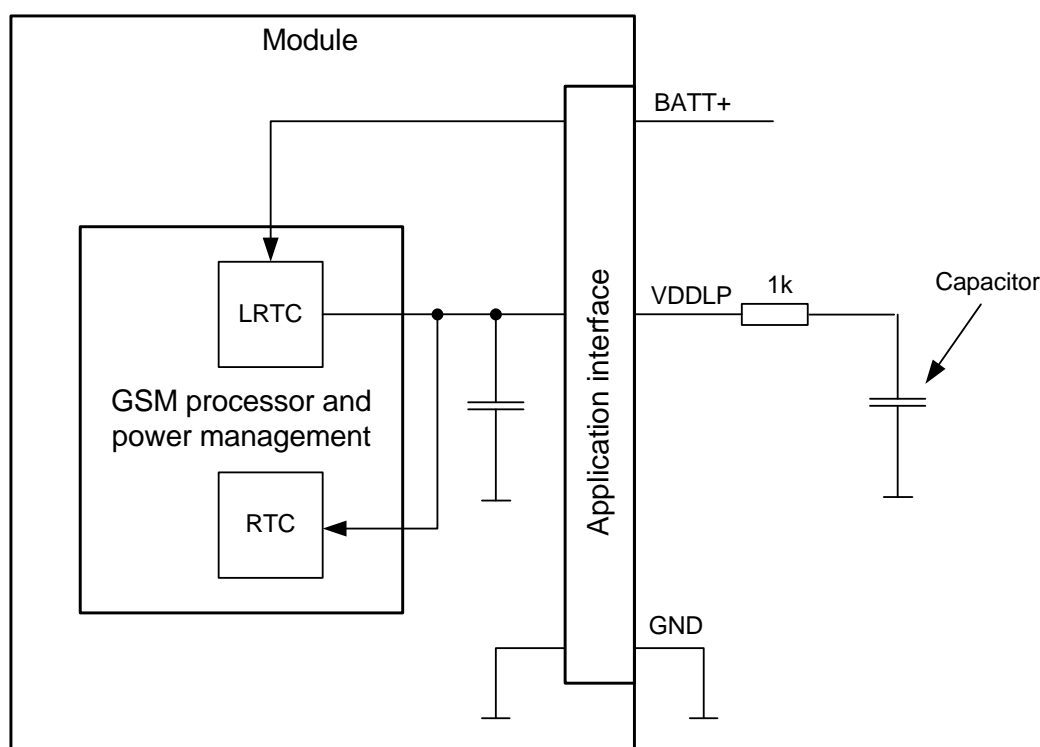 Module
BATT+
LRTC
VDDLP
1k
Capacitor
GSM processor and
power management
RTC
Application interface
GND